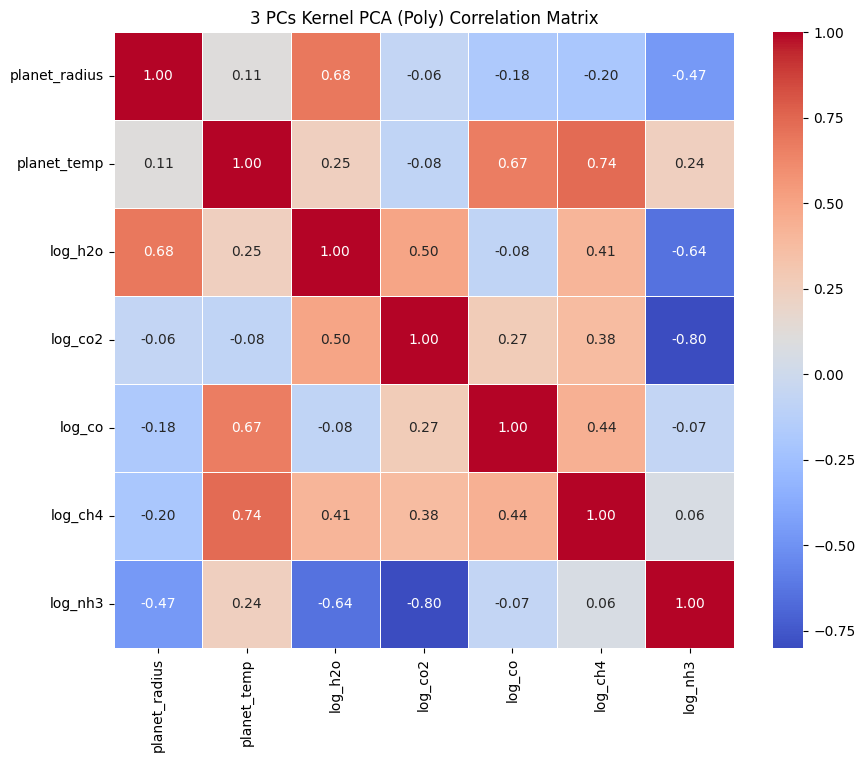 3 PCs Kernel PCA (Poly) Correlation Matrix
planet_radius 1.00 0.11 0.68 -0.06 -0.18 -0.20 -0.47
planet_temp 0.11 1.00 0.25 -0.08 0.67 0.74 0.24
log_h2o 0.68 0.25 1.00 0.50 -0.08 0.41 -0.64
log_co2 -0.06 -0.08 0.50 1.00 0.27 0.38 -0.80
log_co -0.18 0.67 -0.08 0.27 1.00 0.44 -0.07
log_ch4 -0.20 0.74 0.41 0.38 0.44 1.00 0.06
log_nh3 -0.47 0.24 -0.64 -0.80 -0.07 0.06 1.00
planet_radius planet_temp log_h2o log_co2 log_co log_ch4 log_nh3
1.00
0.75
0.50
0.25
0.00
−0.25
−0.50
−0.75